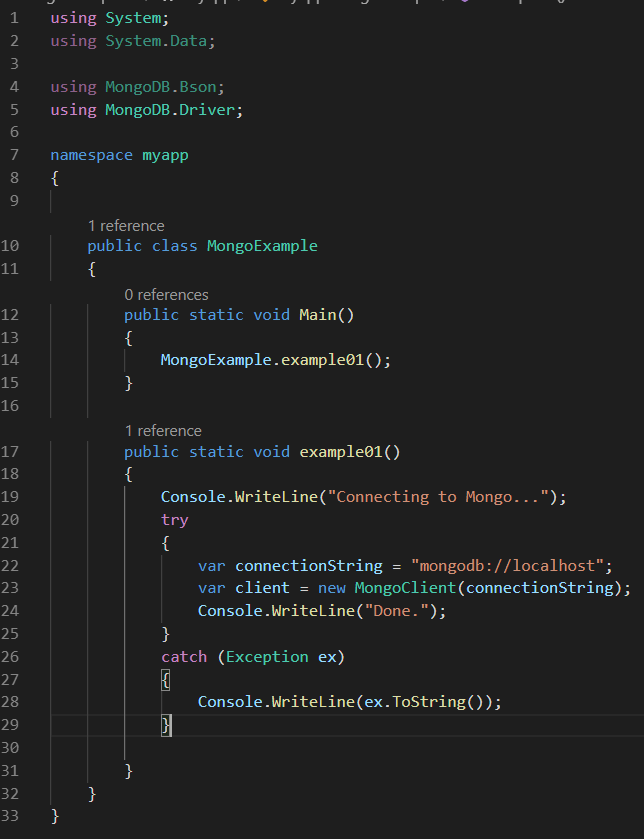 1 using System;
2 using System.Data;
3
4 using MongoDB.Bson;
5 using MongoDB.Driver;
6
7 namespace myapp
8 {
9
1 reference
10 public class MongoExample
11 {
0 references
12 public static void Main()
13 {
14 MongoExample.example01();
15 }
16
1 reference
17 public static void example01()
18 {
19 Console.WriteLine("Connecting to Mongo...");
20 try
21 {
22 var connectionString = "mongodb://localhost";
23 var client = new MongoClient(connectionString);
24 Console.WriteLine("Done.");
25 }
26 catch (Exception ex)
27 {
28 Console.WriteLine(ex.ToString());
29 }
30
31 }
32 }
33 }